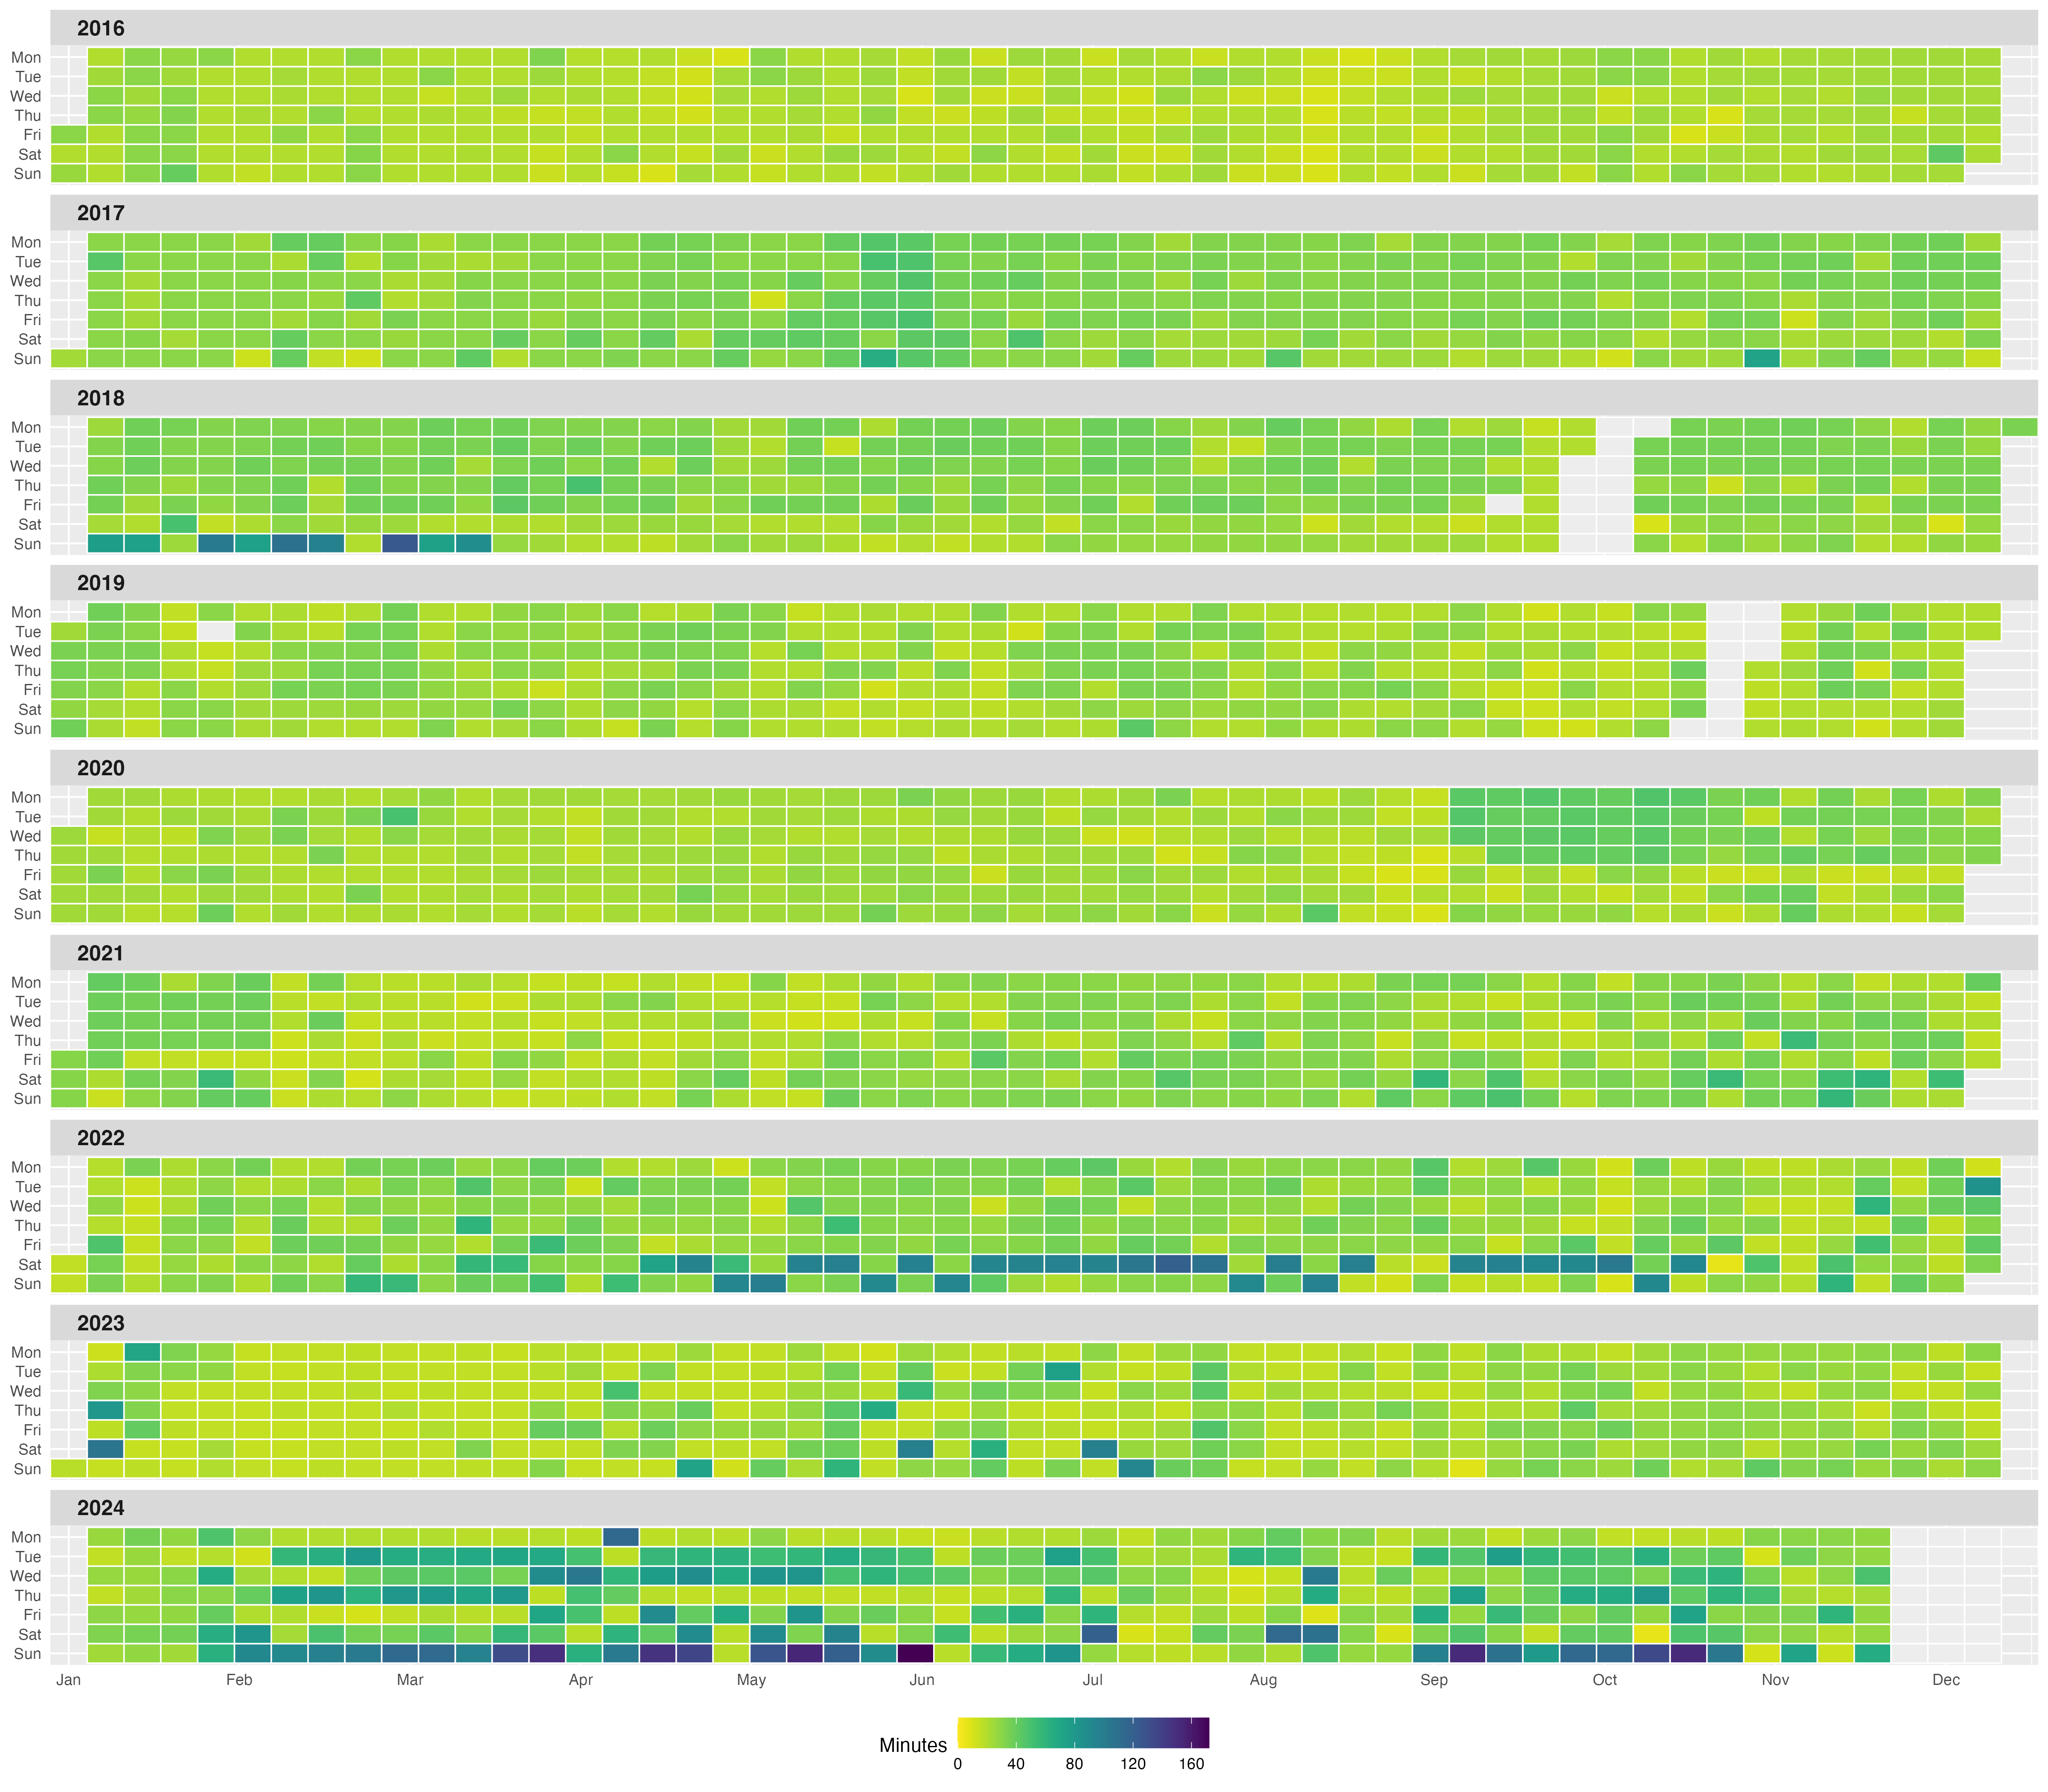 2016
Mon
Tue
Wed
Thu
Fri
Sat
Sun
2017
Mon
Tue
Wed
Thu
Fri
Sat
Sun
2018
Mon
Tue
Wed
Thu
Fri
Sat
Sun
2019
Mon
Tue
Wed
Thu
Fri
Sat
Sun
2020
Mon
Tue
Wed
Thu
Fri
Sat
Sun
2021
Mon
Tue
Wed
Thu
Fri
Sat
Sun
2022
Mon
Tue
Wed
Thu
Fri
Sat
Sun
2023
Mon
Tue
Wed
Thu
Fri
Sat
Sun
2024
Mon
Tue
Wed
Thu
Fri
Sat
Sun
Jan Feb Mar Apr May Jun Jul Aug Sep Oct Nov Dec
Minutes
0 40 80 120 160